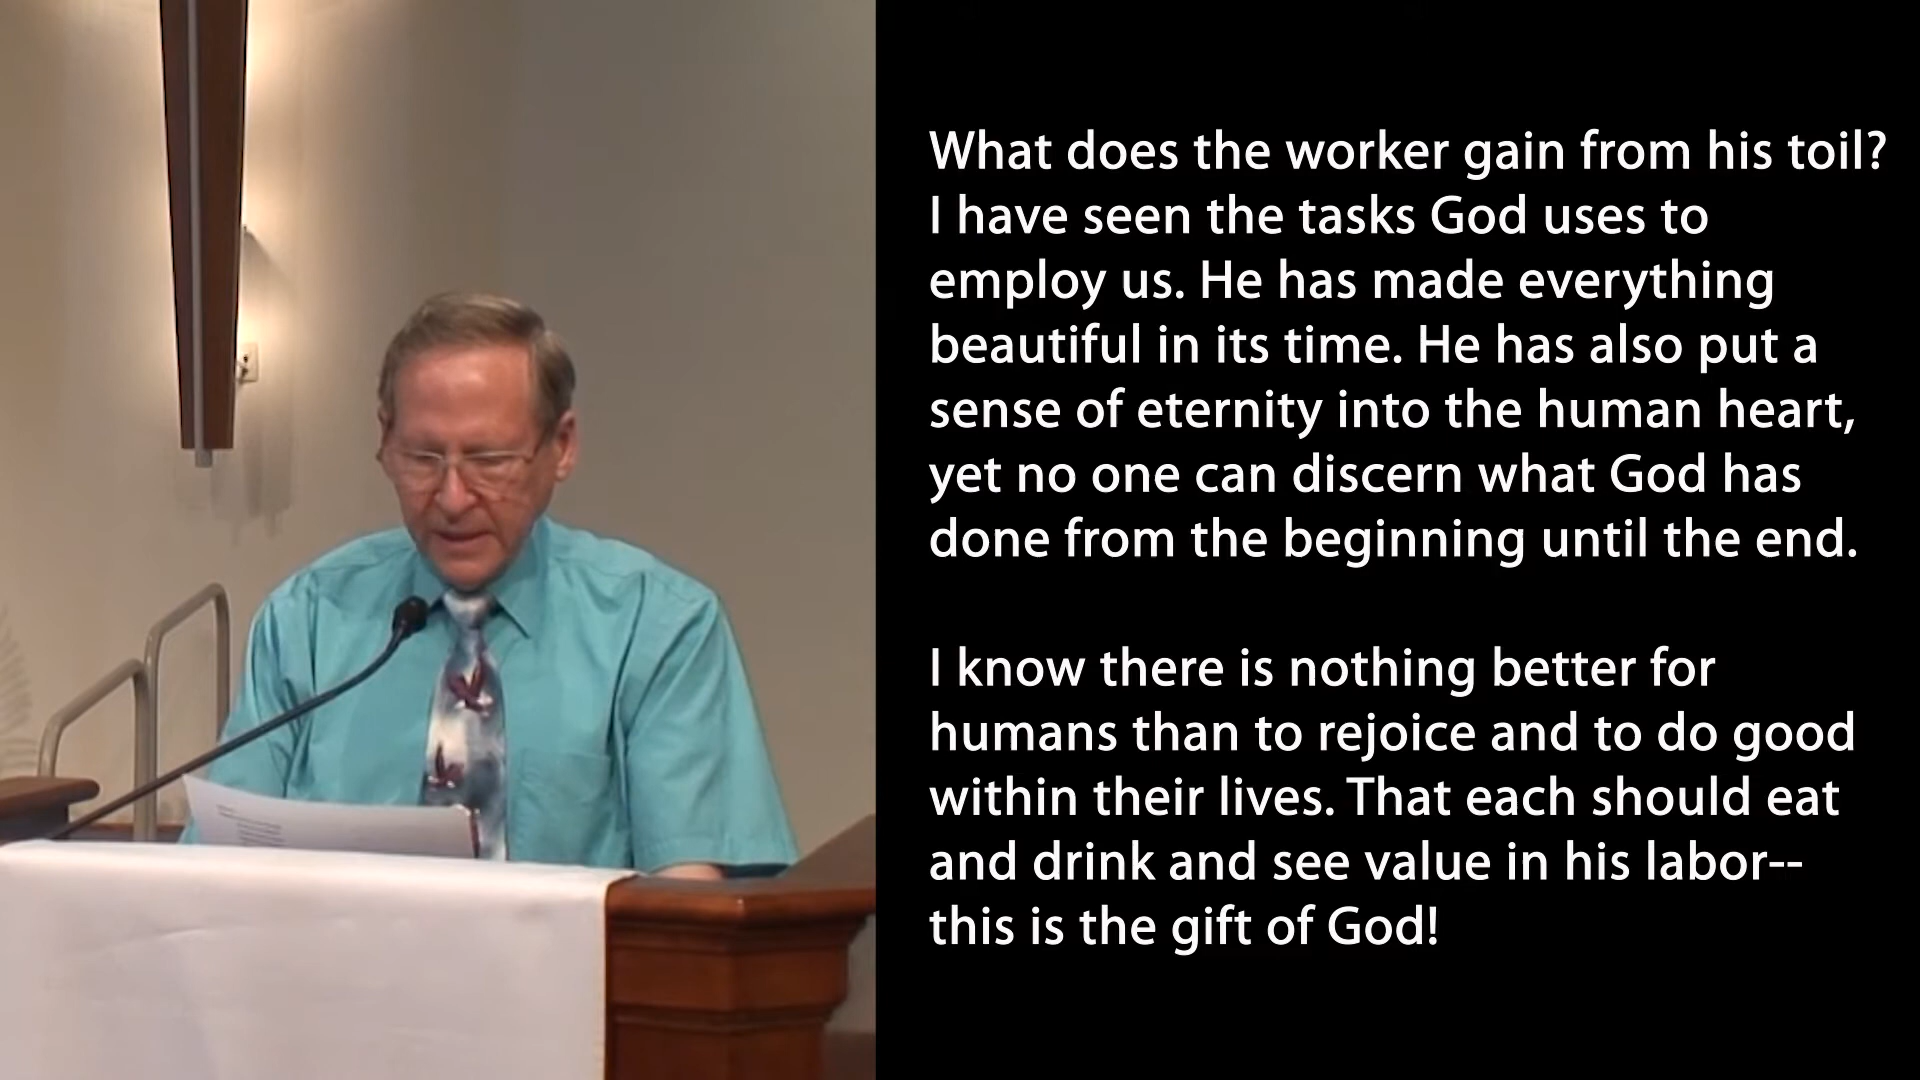 What does the worker gain from his toil?
I have seen the tasks God uses to
employ us. He has made everything
beautiful in its time. He has also put a
sense of eternity into the human heart,
yet no one can discern what God has
done from the beginning until the end.
I know there is nothing better for
humans than to rejoice and to do good
within their lives. That each should eat
and drink and see value in his labor--
this is the gift of God!